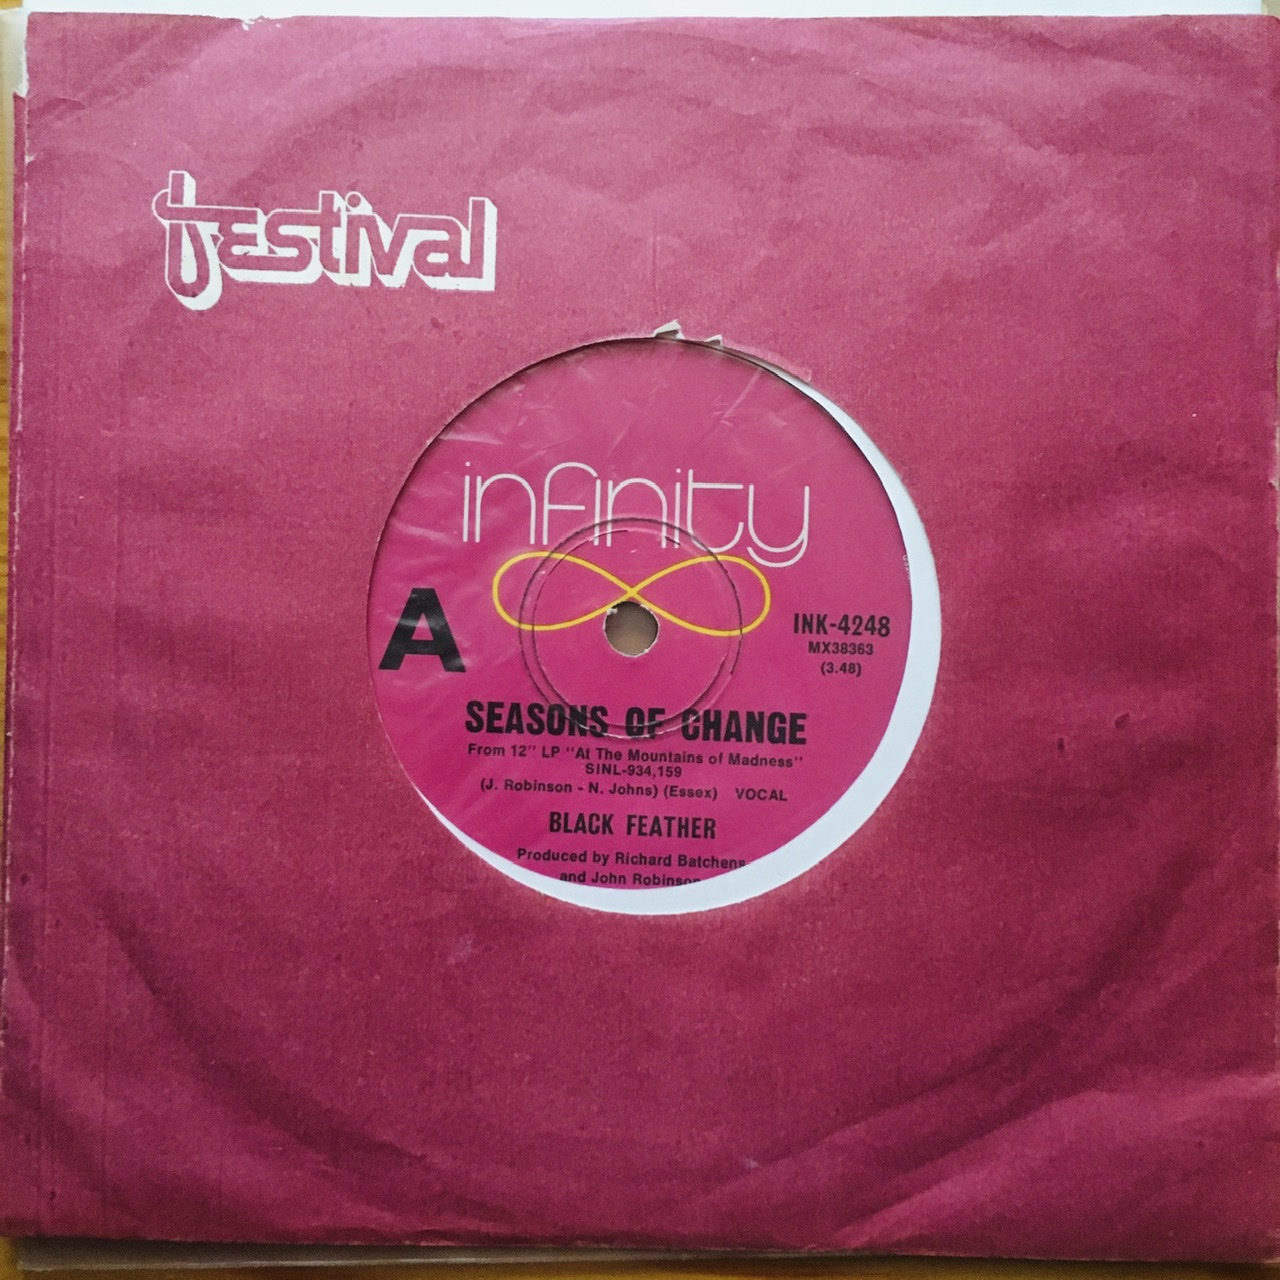 festival
infinity
A
INK-4248
MX38363
(3.48)
SEASONS OF CHANGE
From 12" LP "At The Mountains of Madness"
SINL-934,159
(J. Robinson - N. Johns) (Essex) VOCAL
BLACK FEATHER
Produced by Richard Batchens
and John Robinson